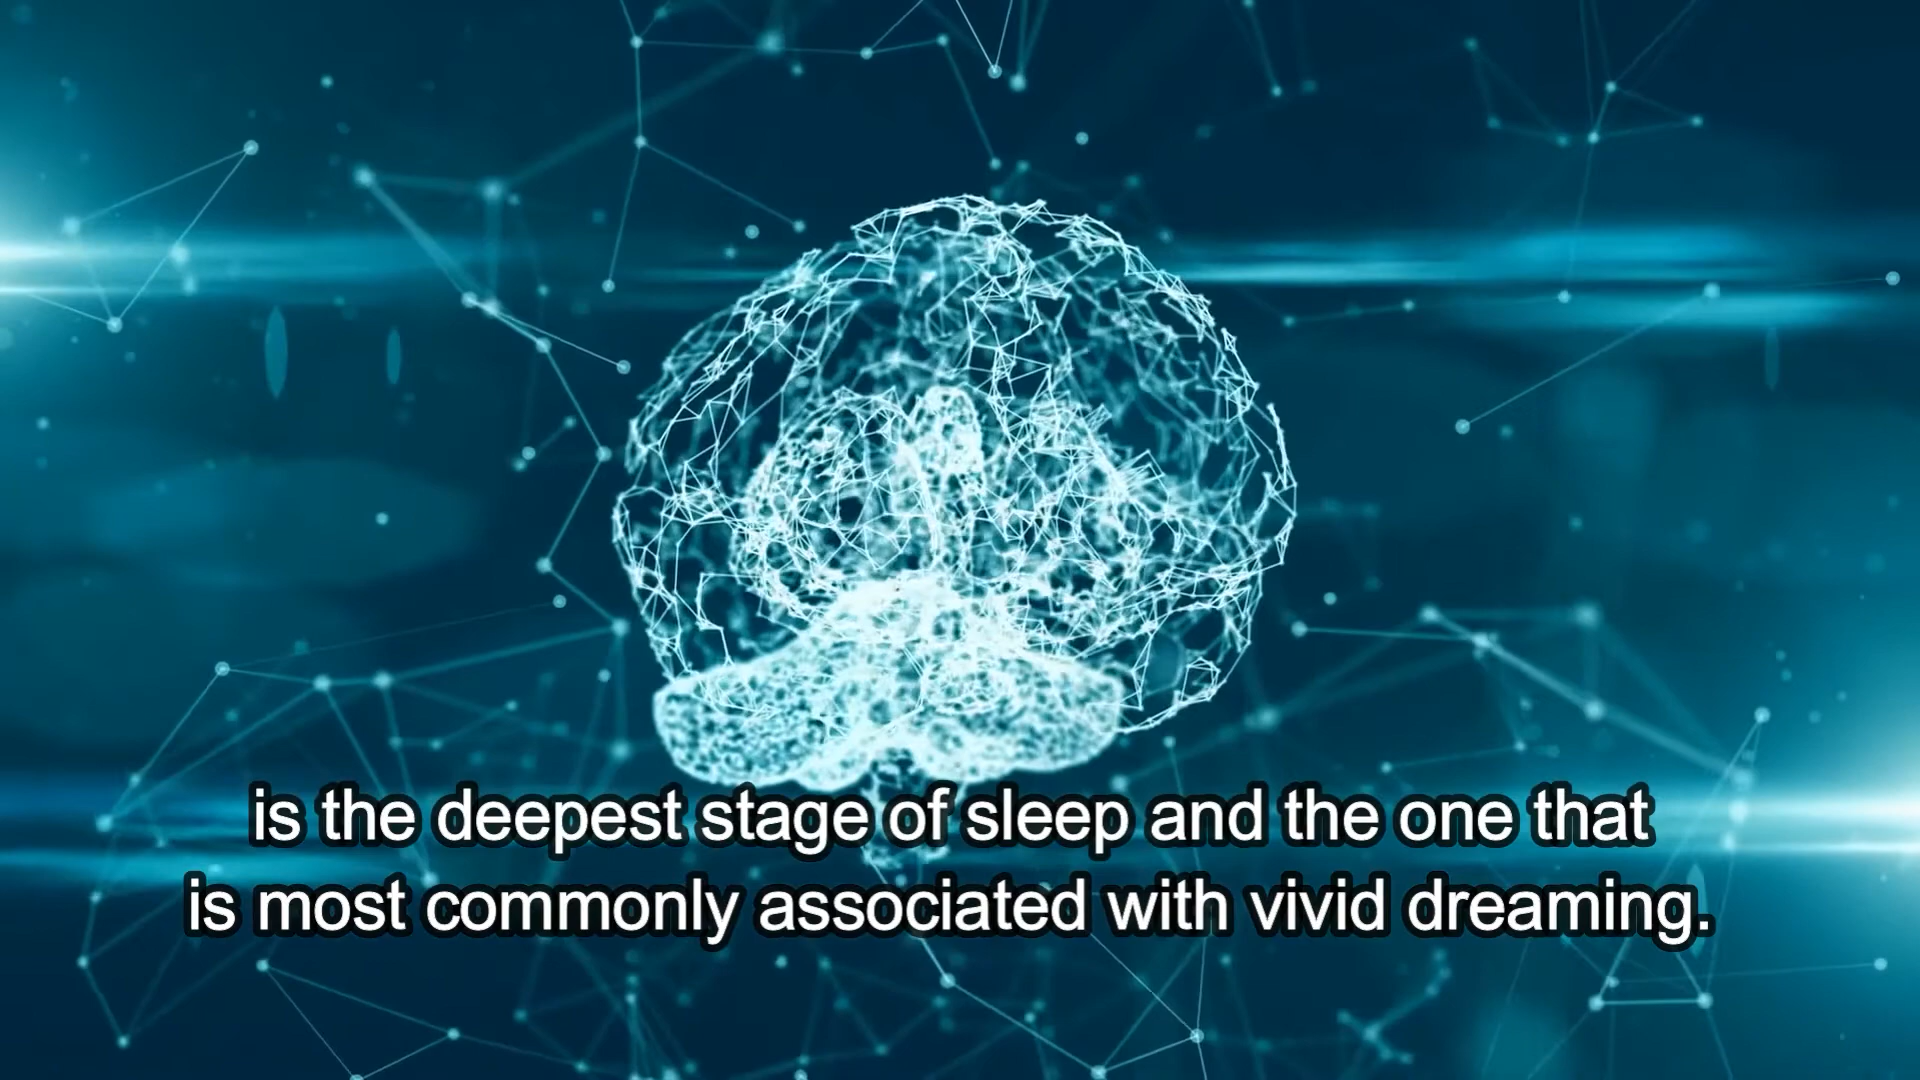 is the deepest stage of sleep and the one that
is most commonly associated with vivid dreaming.